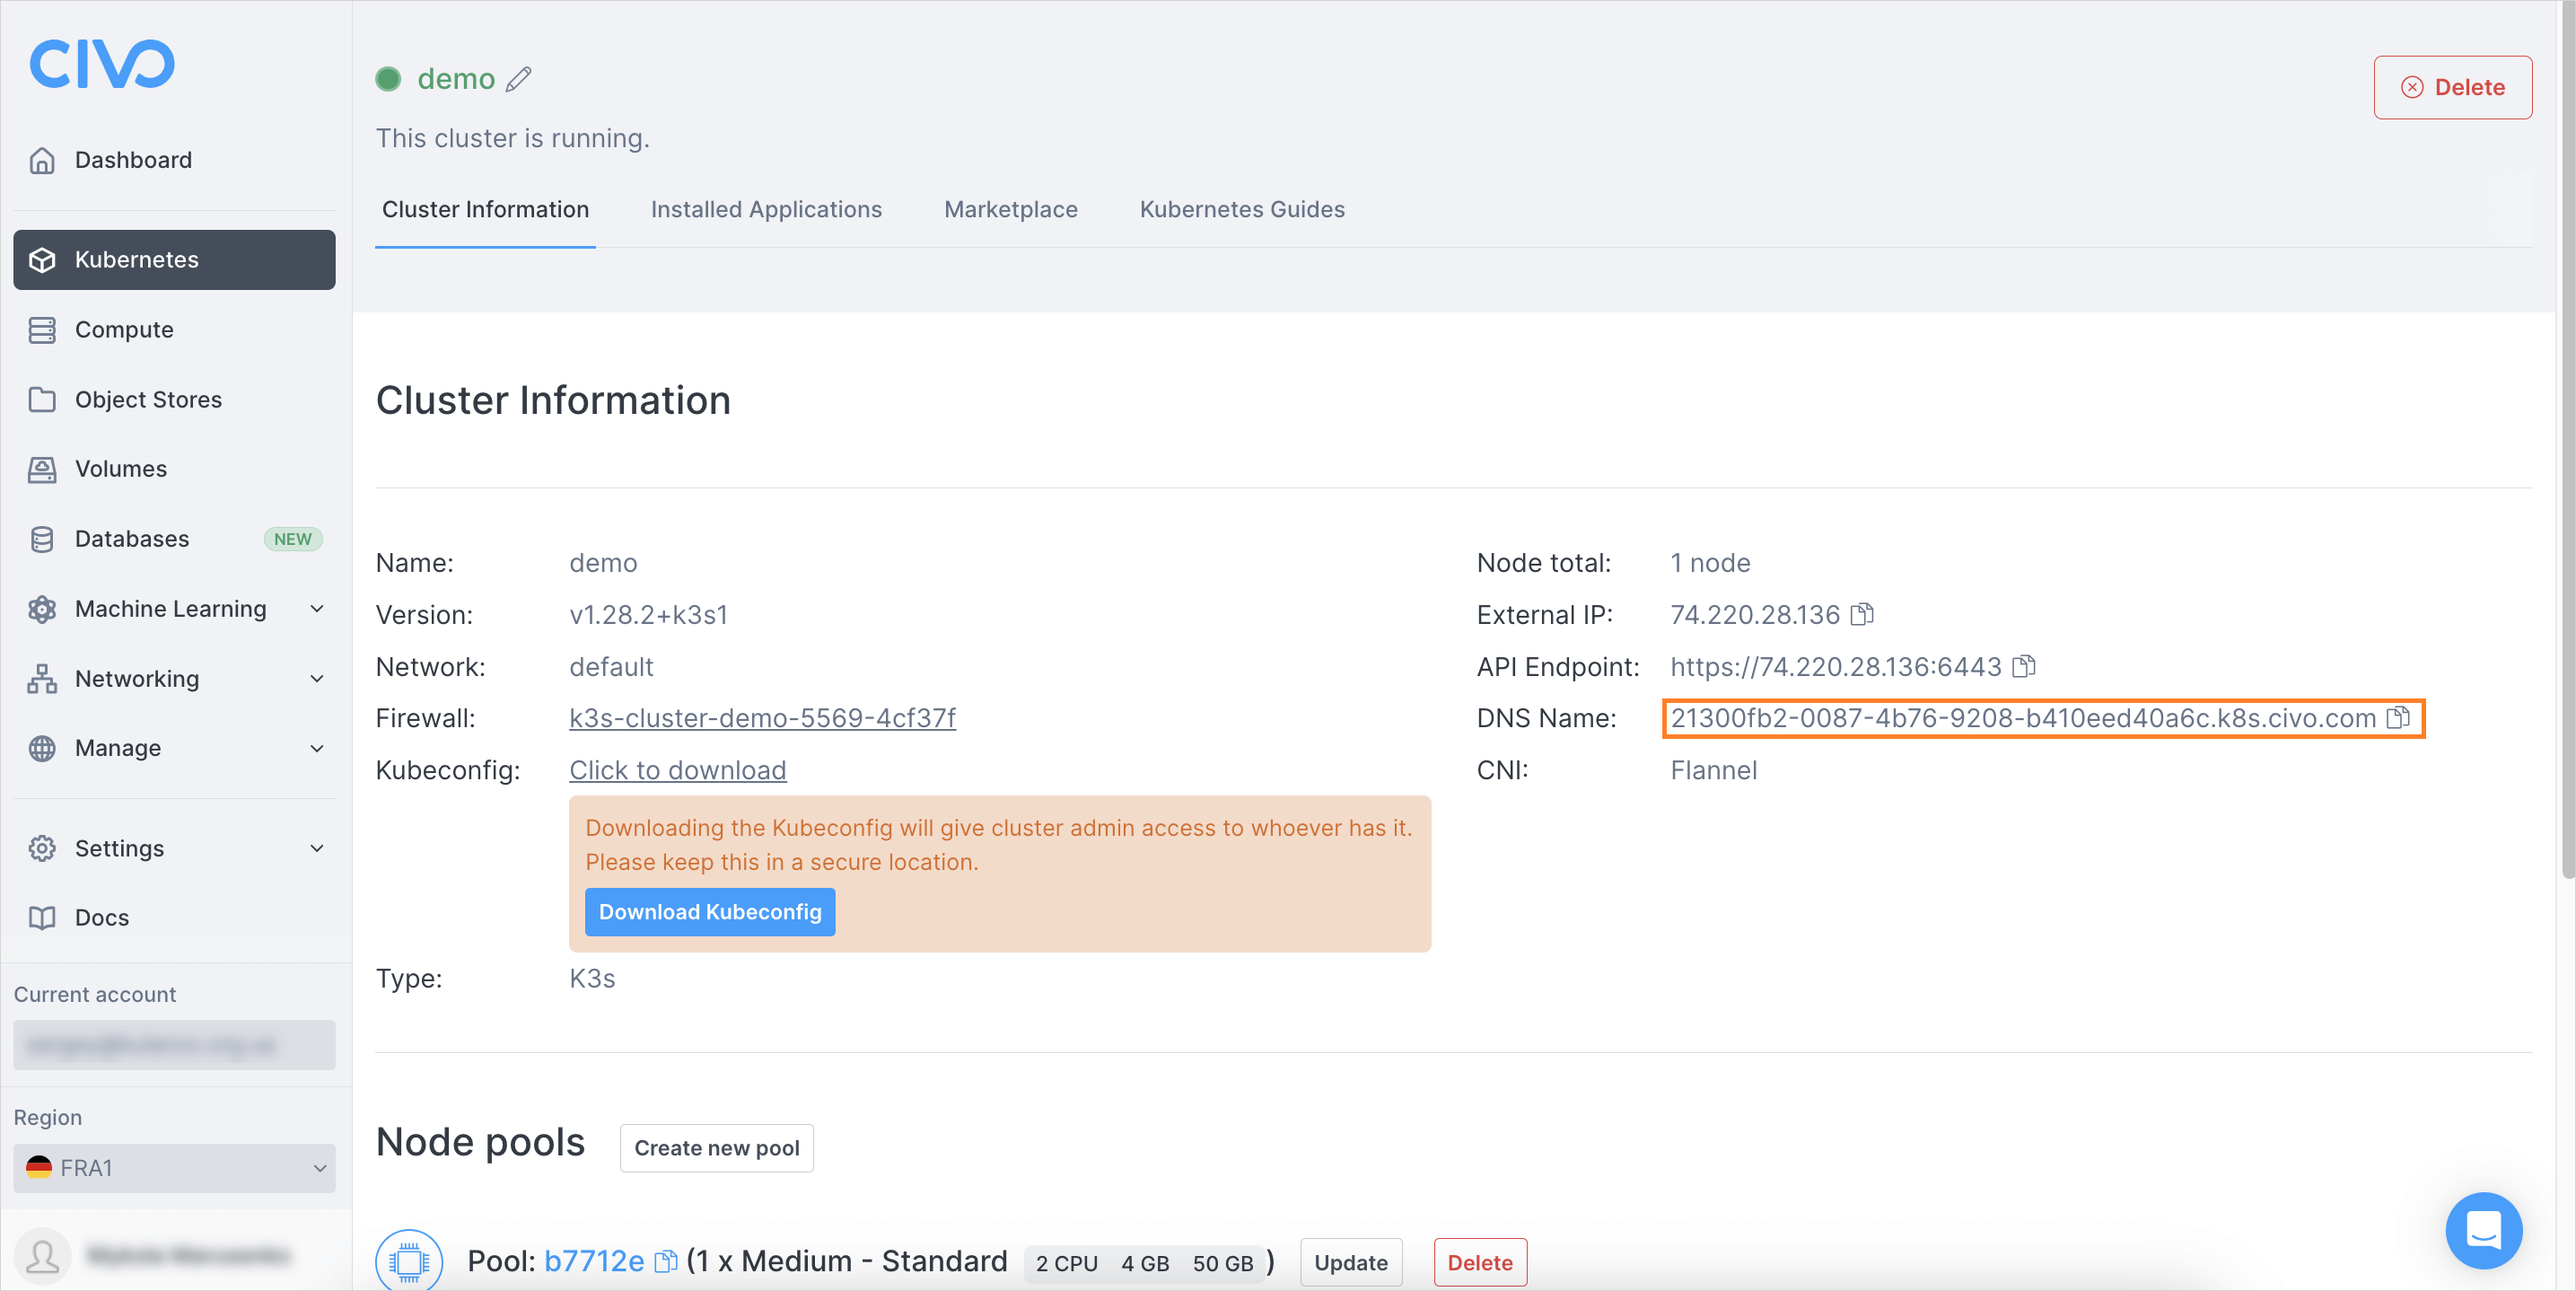 CIVO
Dashboard
Kubernetes
Compute
Object Stores
Volumes
Databases NEW
Machine Learning
Networking
Manage
Settings
Docs
Current account
Region
FRA1
demo
Delete
This cluster is running.
Cluster Information Installed Applications Marketplace Kubernetes Guides
Cluster Information
Name: demo
Version: v1.28.2+k3s1
Network: default
Firewall: k3s-cluster-demo-5569-4cf37f
Kubeconfig: Click to download
Downloading the Kubeconfig will give cluster admin access to whoever has it.
Please keep this in a secure location.
Download Kubeconfig
Type: K3s
Node total: 1 node
External IP: 74.220.28.136
API Endpoint: https://74.220.28.136:6443
DNS Name: 21300fb2-0087-4b76-9208-b410eed40a6c.k8s.civo.com
CNI: Flannel
Node pools Create new pool
Pool: b7712e (1 x Medium - Standard 2 CPU 4 GB 50 GB) Update Delete